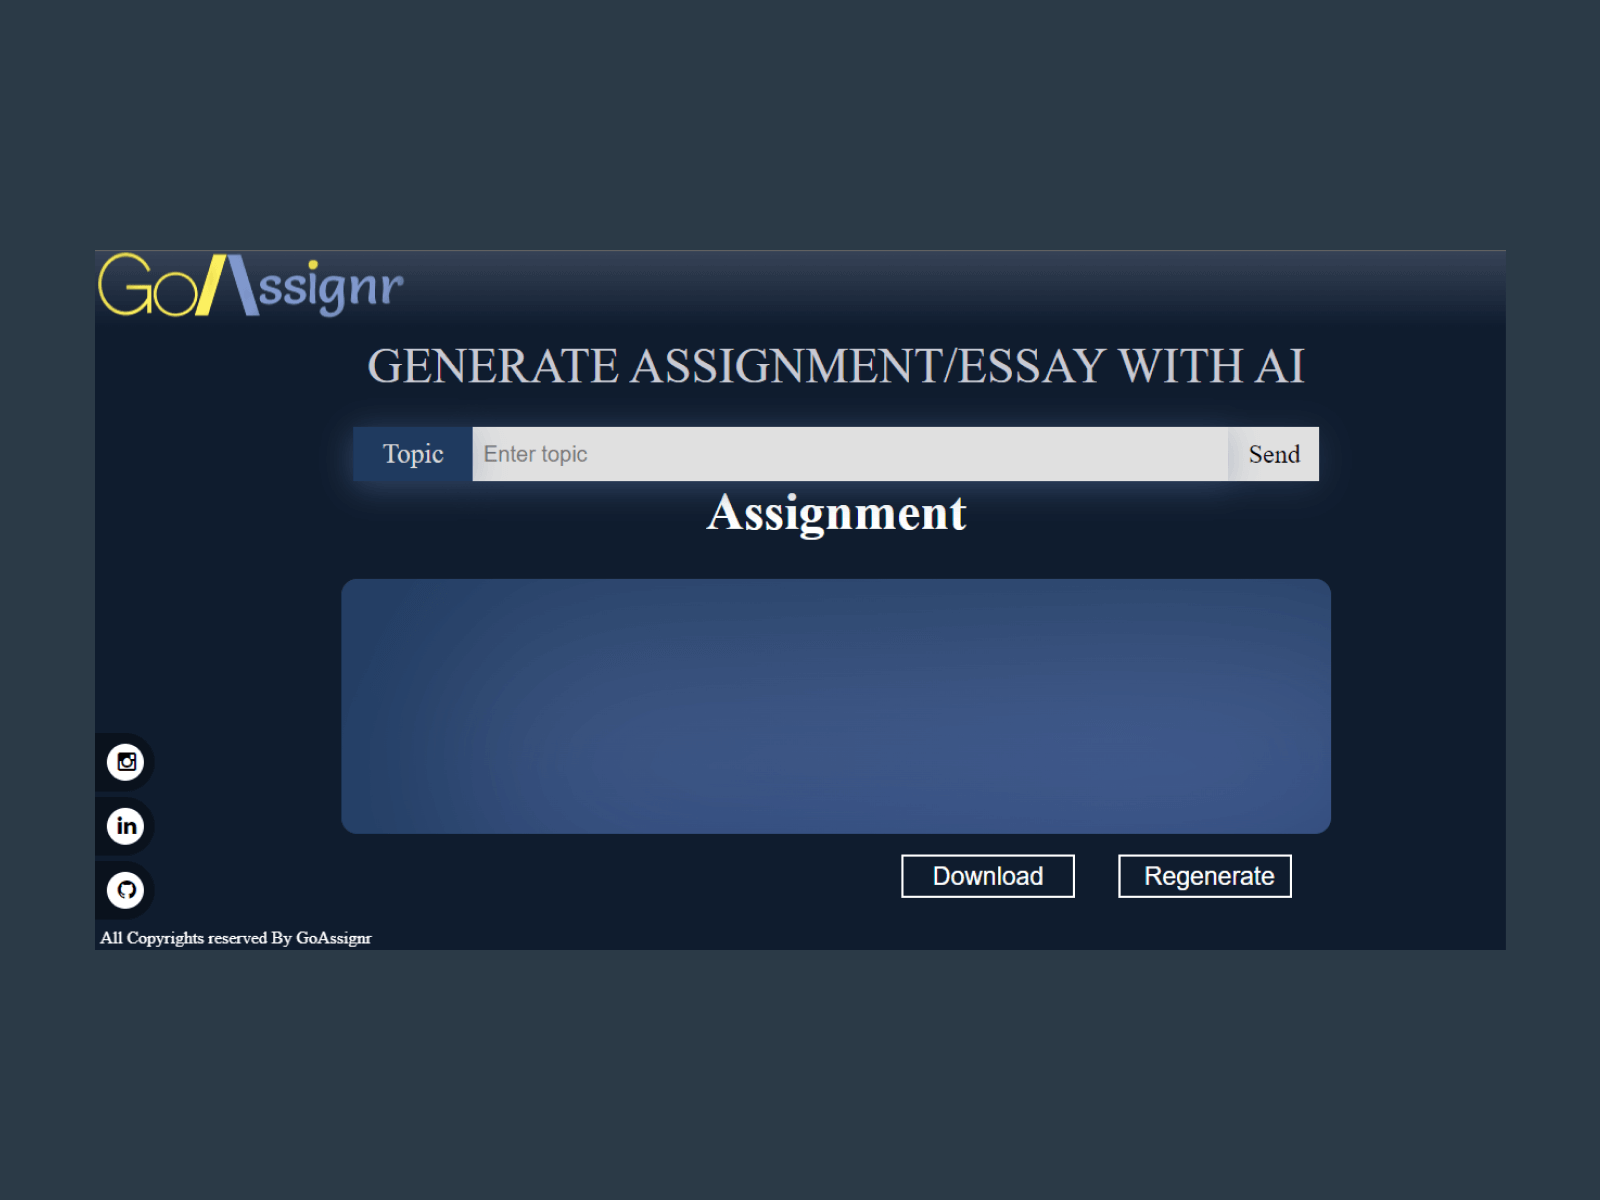 GoAssignr
GENERATE ASSIGNMENT/ESSAY WITH AI
Topic Enter topic Send
Assignment
in
Download Regenerate
All Copyrights reserved By GoAssignr